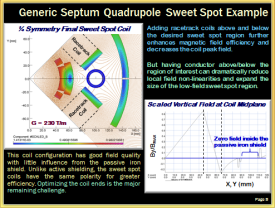 Generic Septum Quadrupole Sweet Spot Example
¼ Symmetry Final Sweet Spot Coil
Racetrack Coil
Racetrack Coil
G = 230 T/m
Adding racetrack coils above and below
the desired sweet spot region further
enhances magnetic field efficiency and
decreases the coil peak field.
But having conductor above/below the
region of interest can dramatically reduce
local field non-linearities and expand the
size of the low-field sweet spot region.
Scaled Vertical Field at Coil Midplane
Zero field inside the
passive iron shield
X, Y (mm)
This coil configuration has good field quality
with little influence from the passive iron
shield. Unlike active shielding, the sweet spot
coils have the same polarity for greater
efficiency. Optimizing the coil ends is the major
remaining challenge.